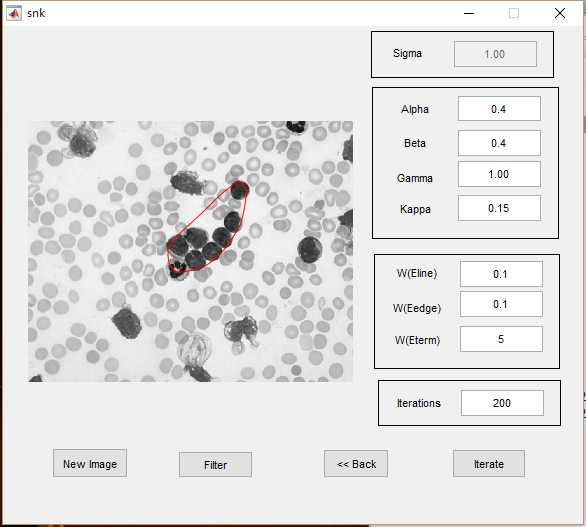 snk
Sigma 1.00
Alpha 0.4
Beta 0.4
Gamma 1.00
Kappa 0.15
W(Eline) 0.1
W(Eedge) 0.1
W(Eterm) 5
Iterations 200
New Image Filter << Back Iterate